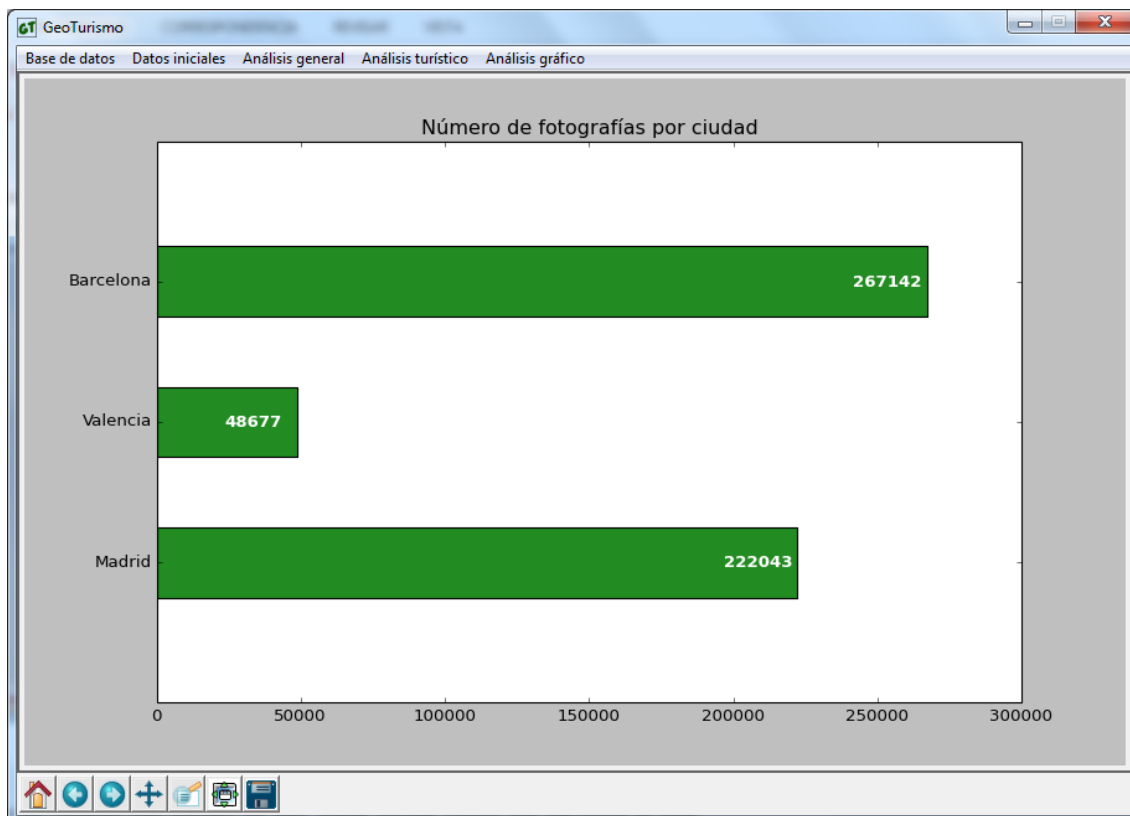 GeoTurismo
Base de datos Datos iniciales Análisis general Análisis turístico Análisis gráfico
Número de fotografías por ciudad
Barcelona 267142
Valencia 48677
Madrid 222043
0 50000 100000 150000 200000 250000 300000